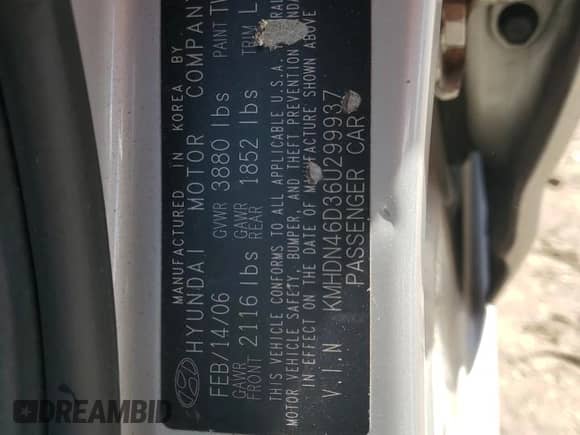 MANUFACTURED IN KOREA BY
HYUNDAI MOTOR COMPANY
FEB/14/06 GVWR 3880 lbs PAINT
GAWR FRONT 2116 lbs GAWR REAR 1852 lbs TRIM
THIS VEHICLE CONFORMS TO ALL APPLICABLE U.S.A.
MOTOR VEHICLE SAFETY, BUMPER, AND THEFT PREVENTION
IN EFFECT ON THE DATE OF MANUFACTURE SHOWN ABOVE
V.I.N KMHDN46D36U299937
PASSENGER CAR
DREAMBID